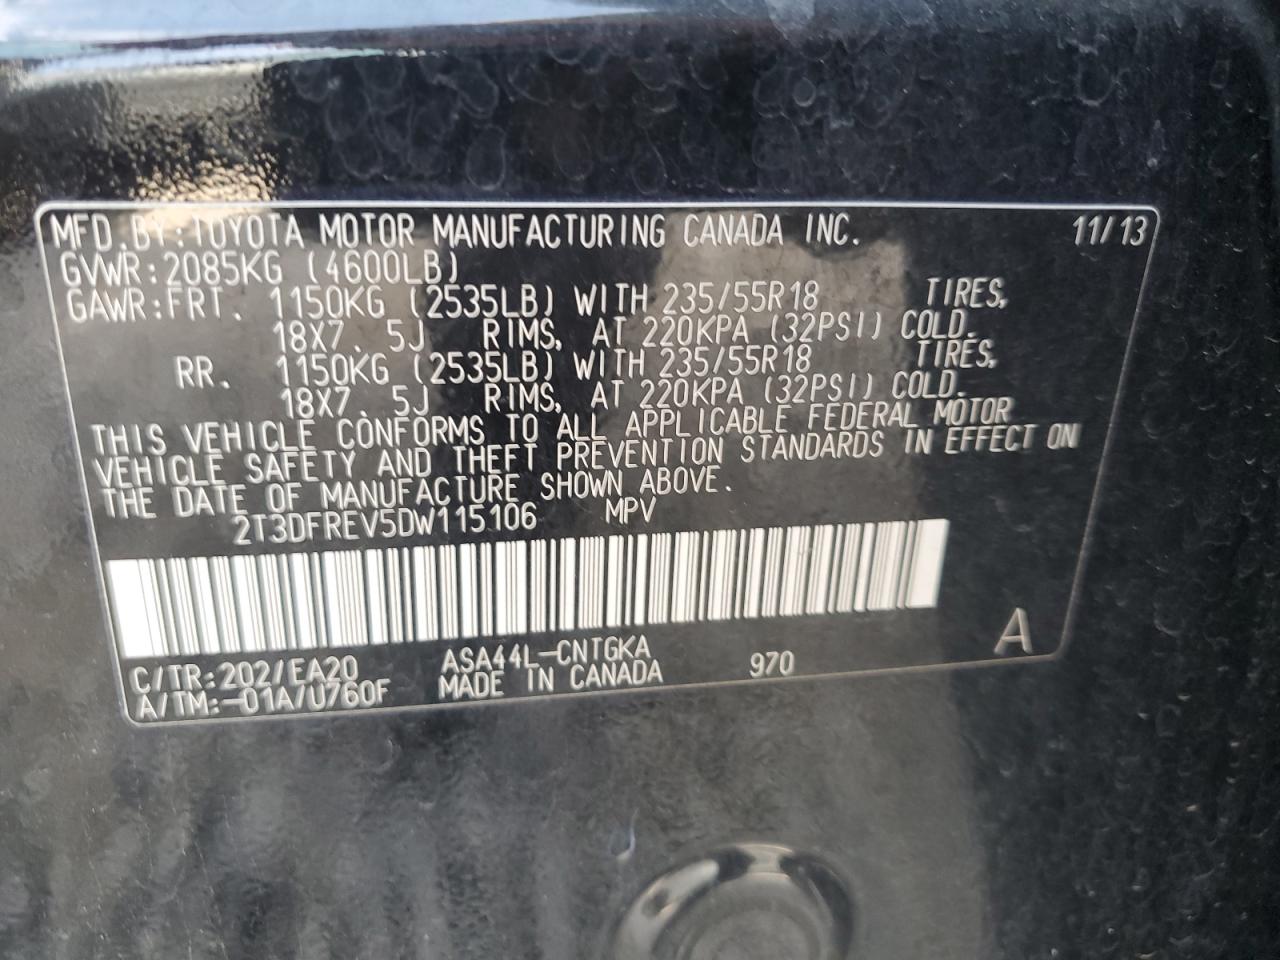 MFD.BY:TOYOTA MOTOR MANUFACTURING CANADA INC. 11/13
GVWR:2085KG (4600LB)
GAWR:FRT. 1150KG (2535LB) WITH 235/55R18 TIRES,
18X7.5J RIMS, AT 220KPA (32PSI) COLD.
RR. 1150KG (2535LB) WITH 235/55R18 TIRES,
18X7.5J RIMS, AT 220KPA (32PSI) COLD.
THIS VEHICLE CONFORMS TO ALL APPLICABLE FEDERAL MOTOR
VEHICLE SAFETY AND THEFT PREVENTION STANDARDS IN EFFECT ON
THE DATE OF MANUFACTURE SHOWN ABOVE.
2T3DFREV5DW115106 MPV
A
C/TR:202/EA20 ASA44L-CNTGKA 970
A/TM:-01A/U760F MADE IN CANADA